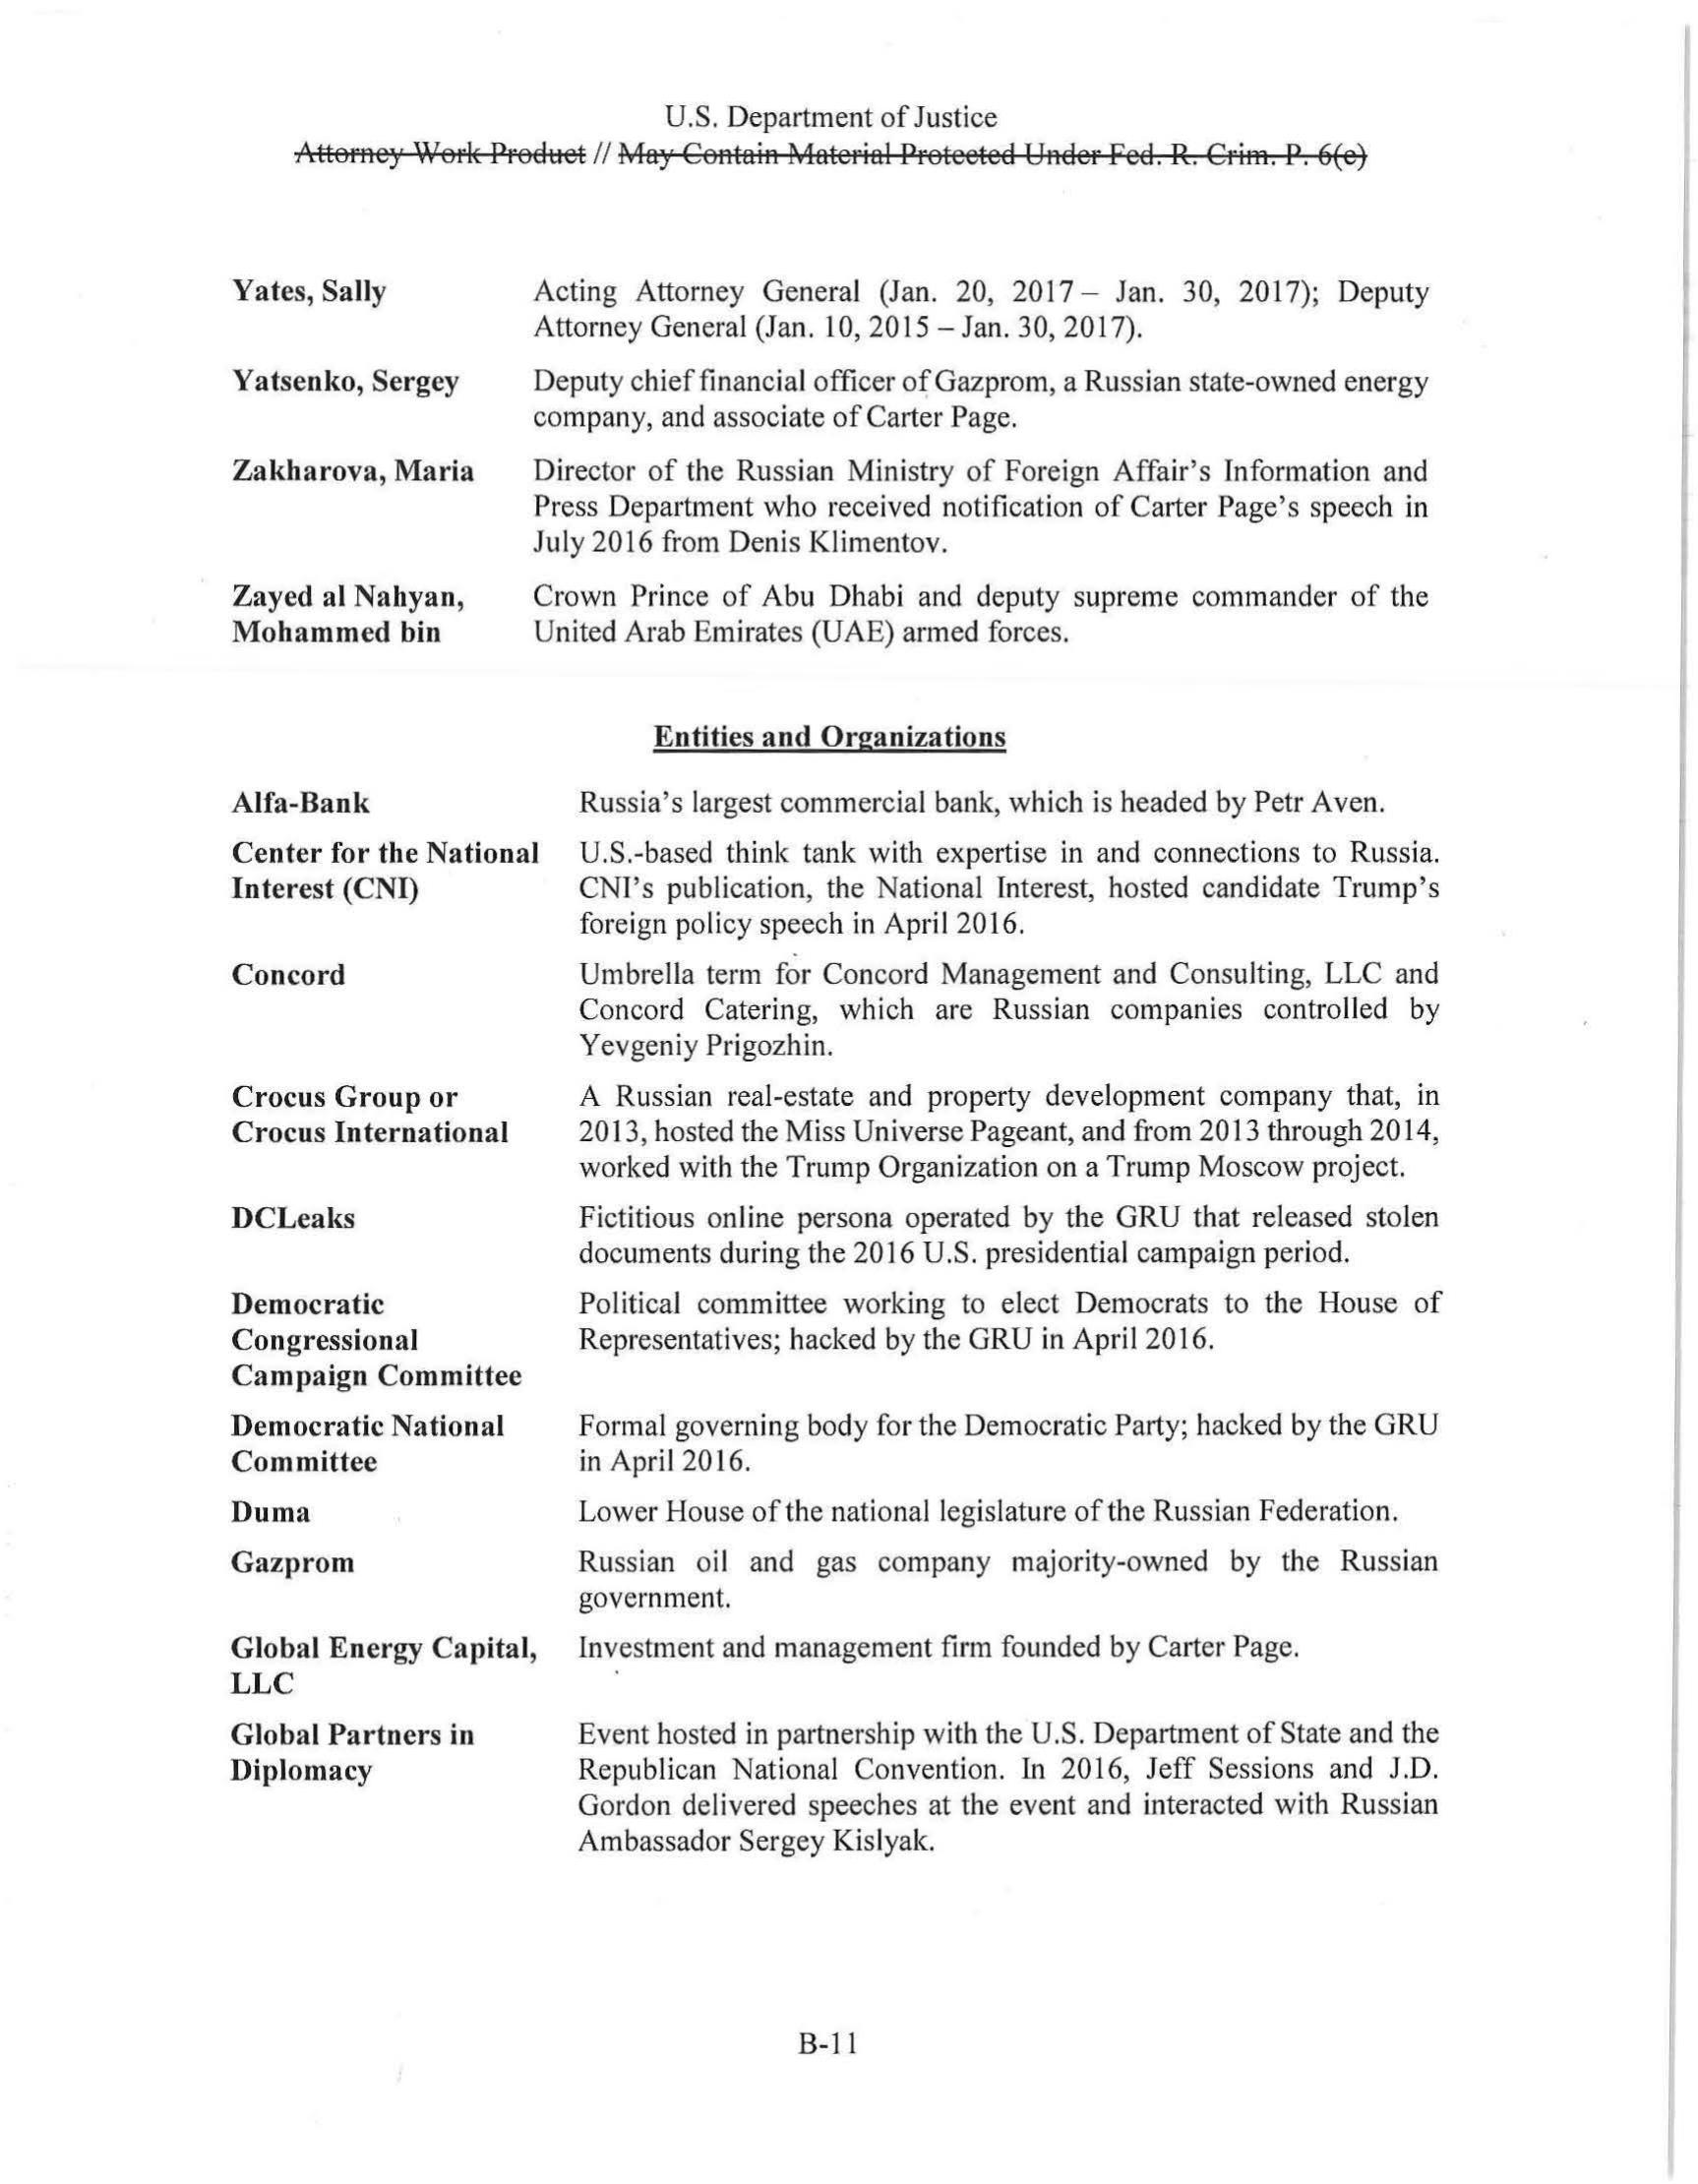 U.S. Department of Justice
Attorney Work Product // May Contain Material Protected Under Fed. R. Crim. P. 6(e)
Yates, Sally Acting Attorney General (Jan. 20, 2017 – Jan. 30, 2017); Deputy
Attorney General (Jan. 10, 2015 – Jan. 30, 2017).
Yatsenko, Sergey Deputy chief financial officer of Gazprom, a Russian state-owned energy
company, and associate of Carter Page.
Zakharova, Maria Director of the Russian Ministry of Foreign Affair's Information and
Press Department who received notification of Carter Page's speech in
July 2016 from Denis Klimentov.
Zayed al Nahyan, Crown Prince of Abu Dhabi and deputy supreme commander of the
Mohammed bin United Arab Emirates (UAE) armed forces.
Entities and Organizations
Alfa-Bank Russia's largest commercial bank, which is headed by Petr Aven.
Center for the National U.S.-based think tank with expertise in and connections to Russia.
Interest (CNI) CNI's publication, the National Interest, hosted candidate Trump's
foreign policy speech in April 2016.
Concord Umbrella term for Concord Management and Consulting, LLC and
Concord Catering, which are Russian companies controlled by
Yevgeniy Prigozhin.
Crocus Group or A Russian real-estate and property development company that, in
Crocus International 2013, hosted the Miss Universe Pageant, and from 2013 through 2014,
worked with the Trump Organization on a Trump Moscow project.
DCLeaks Fictitious online persona operated by the GRU that released stolen
documents during the 2016 U.S. presidential campaign period.
Democratic Political committee working to elect Democrats to the House of
Congressional Representatives; hacked by the GRU in April 2016.
Campaign Committee
Democratic National Formal governing body for the Democratic Party; hacked by the GRU
Committee in April 2016.
Duma Lower House of the national legislature of the Russian Federation.
Gazprom Russian oil and gas company majority-owned by the Russian
government.
Global Energy Capital, Investment and management firm founded by Carter Page.
LLC
Global Partners in Event hosted in partnership with the U.S. Department of State and the
Diplomacy Republican National Convention. In 2016, Jeff Sessions and J.D.
Gordon delivered speeches at the event and interacted with Russian
Ambassador Sergey Kislyak.
B-11